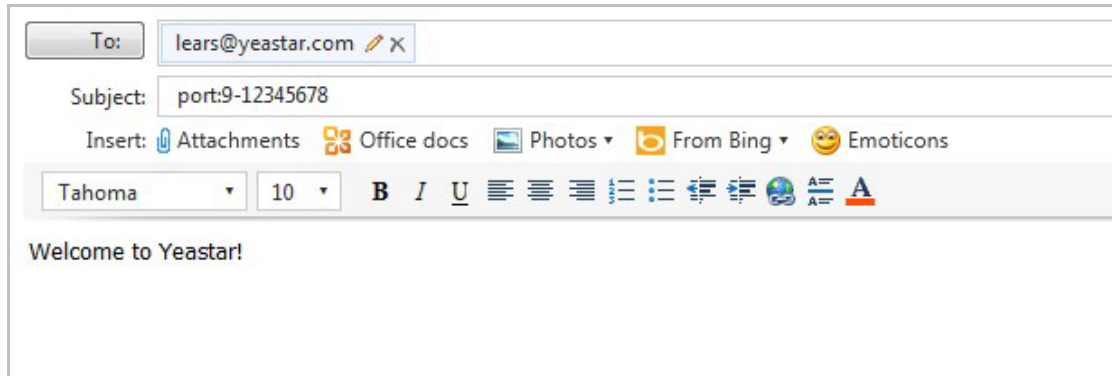 To: lears@yeastar.com
Subject: port:9-12345678
Insert: Attachments Office docs Photos From Bing Emoticons
Tahoma 10 B I U A
Welcome to Yeastar!